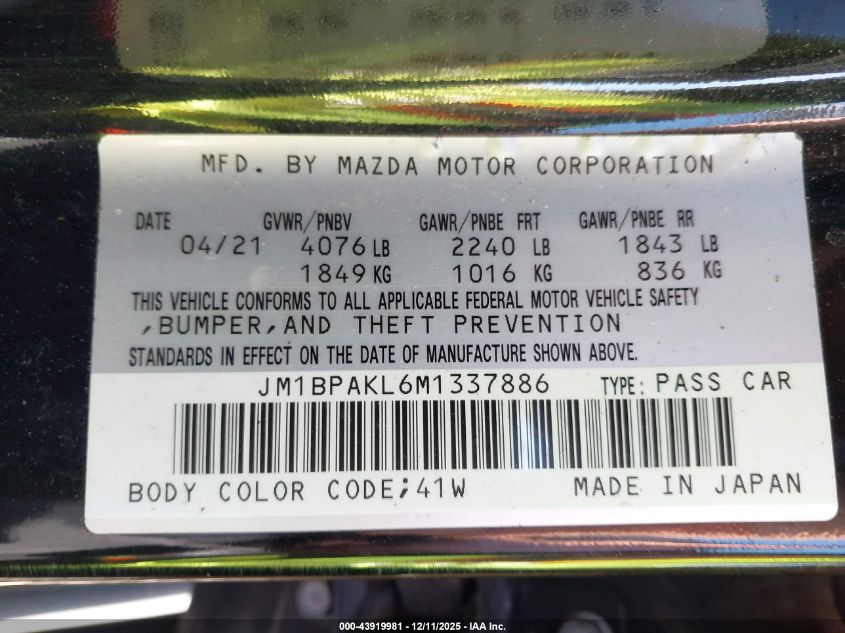 MFD. BY MAZDA MOTOR CORPORATION
DATE GVWR/PNBV GAWR/PNBE FRT GAWR/PNBE RR
04/21 4076 LB 2240 LB 1843 LB
1849 KG 1016 KG 836 KG
THIS VEHICLE CONFORMS TO ALL APPLICABLE FEDERAL MOTOR VEHICLE SAFETY
,BUMPER,AND THEFT PREVENTION
STANDARDS IN EFFECT ON THE DATE OF MANUFACTURE SHOWN ABOVE.
JM1BPAKL6M1337886 TYPE: PASS CAR
BODY COLOR CODE;41W MADE IN JAPAN
000-43919981 - 12/11/2025 - IAA Inc.